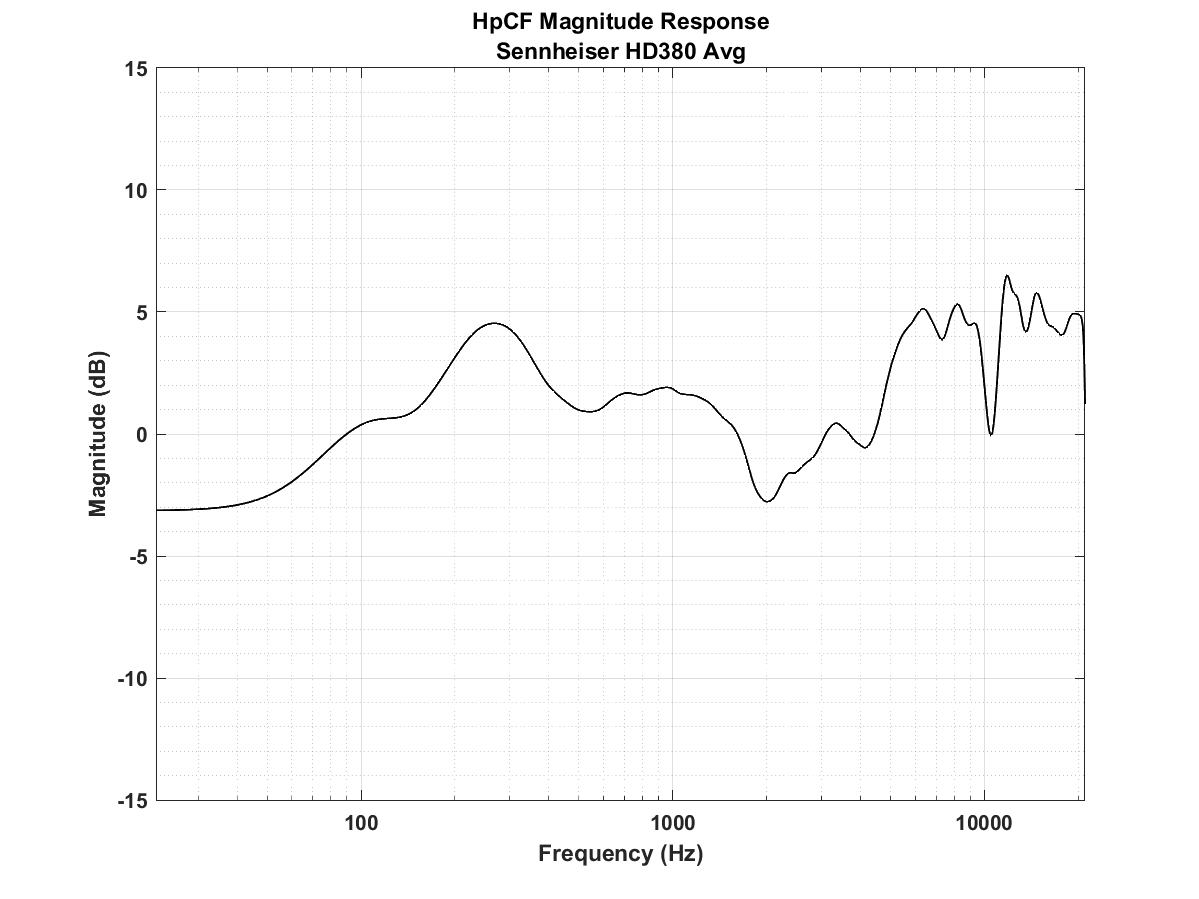 HpCF Magnitude Response
Sennheiser HD380 Avg
15
10
5
0
-5
-10
-15
Magnitude (dB)
100 1000 10000
Frequency (Hz)